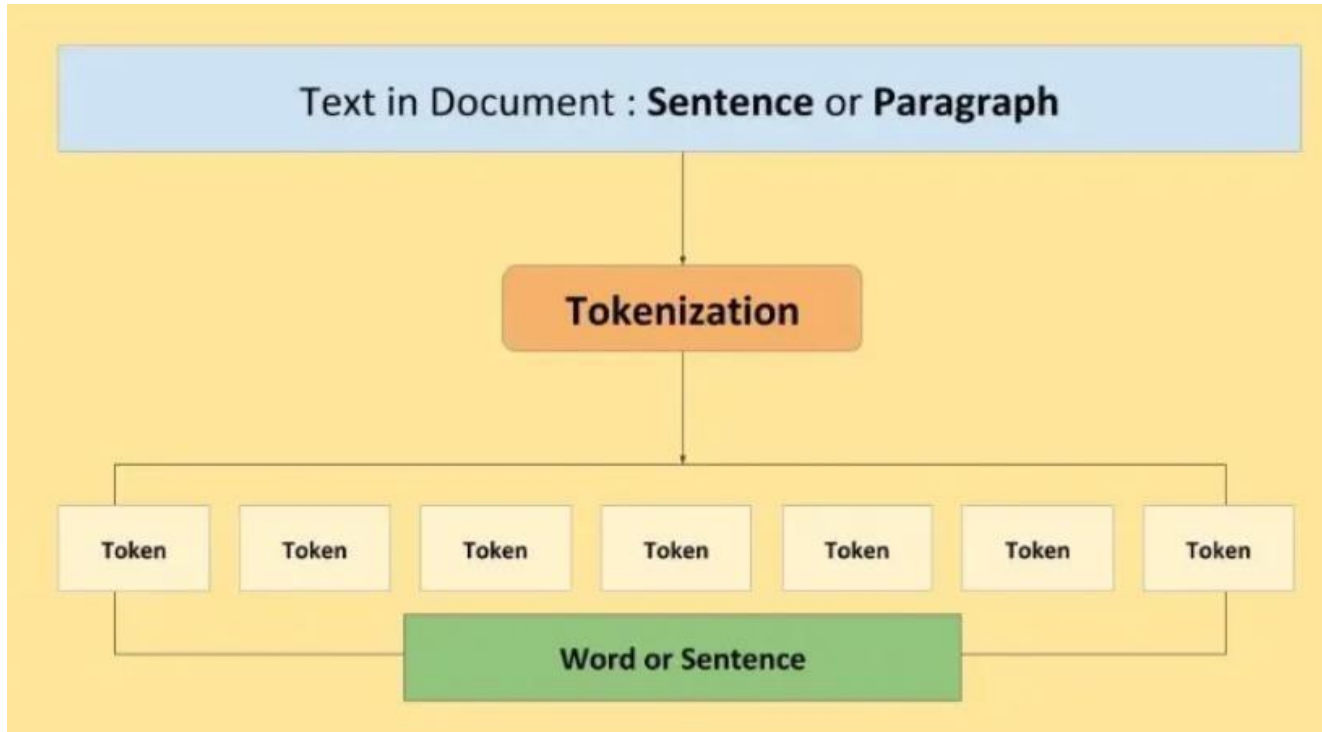 Text in Document : Sentence or Paragraph
Tokenization
Token Token Token Token Token Token Token
Word or Sentence